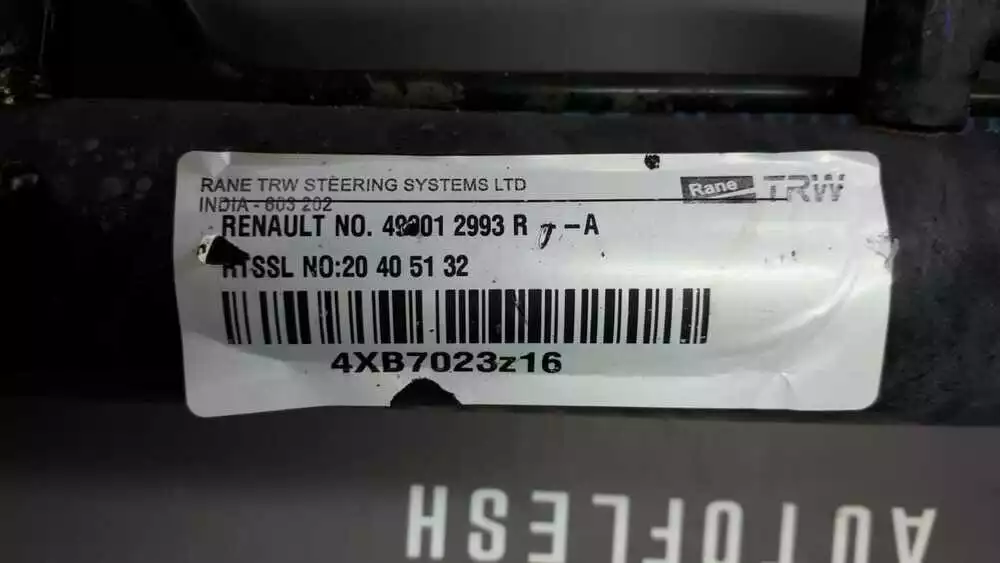 RANE TRW STEERING SYSTEMS LTD
Rane TRW
INDIA - 603 202
RENAULT NO. 49001 2993 R -A
RTSSL NO:20 40 51 32
4XB7023z16
AUTOFLESH